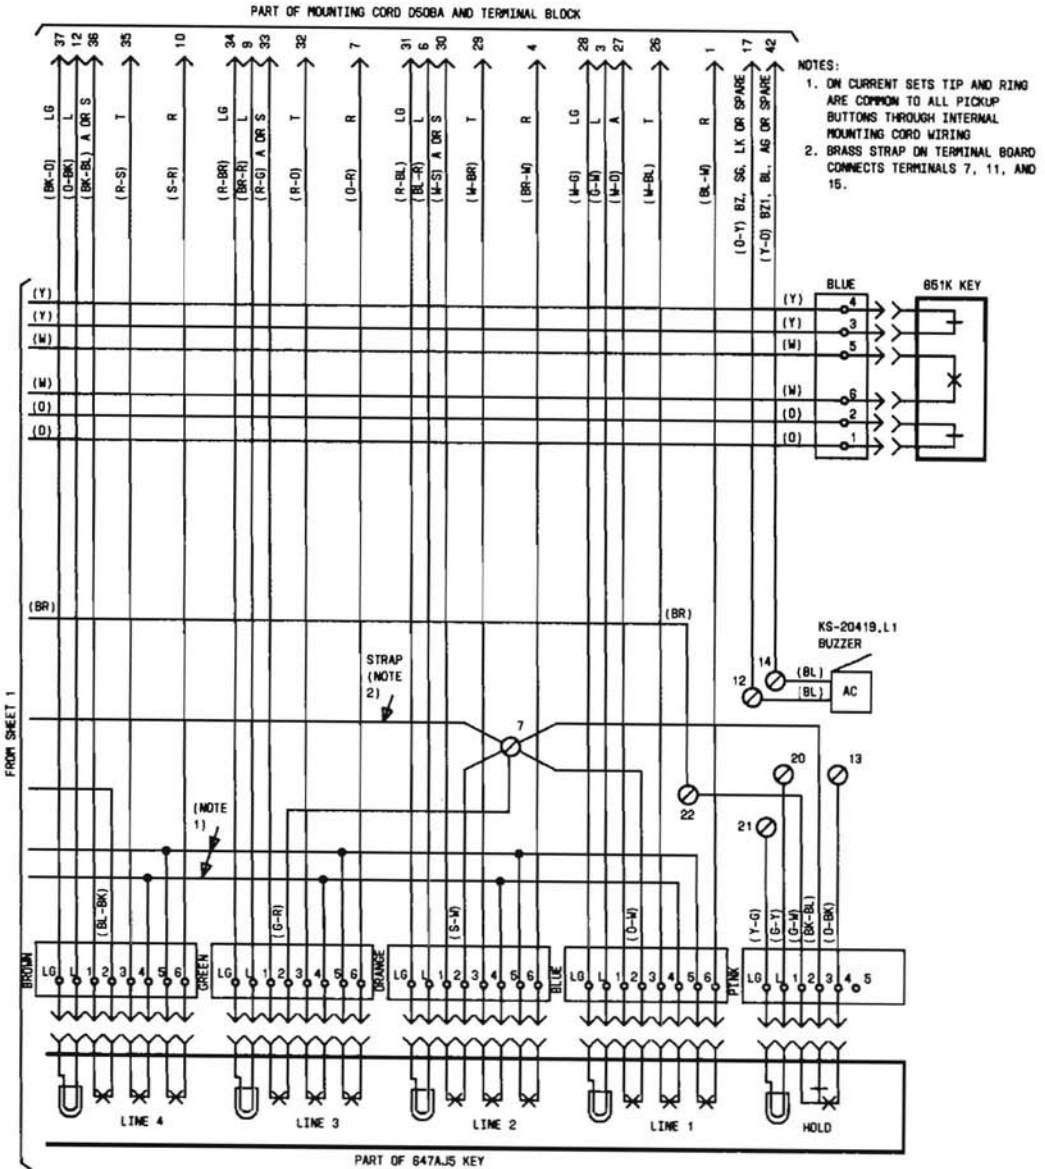 PART OF MOUNTING CORD D50BA AND TERMINAL BLOCK
37 12 36 35 10 34 9 33 32 7 31 6 30 29 4 28 3 27 26 1 17 42
NOTES:
1. ON CURRENT SETS TIP AND RING
ARE COMMON TO ALL PICKUP
BUTTONS THROUGH INTERNAL
MOUNTING CORD WIRING
2. BRASS STRAP ON TERMINAL BOARD
CONNECTS TERMINALS 7, 11, AND
15.
(BK-O) LG
(O-BK) L
(BK-BL) A OR S
(R-S) T
(S-R) R
(R-BR) LG
(BR-R) L
(R-G) A OR S
(R-O) T
(O-R) R
(R-BL) LG
(BL-R) L
(W-S) A OR S
(W-BR) T
(BR-W) R
(W-G) LG
(G-W) L
(W-O) A
(W-BL) T
(BL-W) R
(O-Y) BZ, SG, LK OR SPARE
(Y-O) BZ1, BL, AG OR SPARE
BLUE
851K KEY
(Y) (Y) 4
(Y) (Y) 3
(W) (W) 5
(W) (W) 6
(O) (O) 2
(O) (O) 1
(BR) (BR)
KS-20419,L1
BUZZER
14 (BL)
12 (BL)
AC
STRAP
(NOTE
2)
7
20 13
22
21
(NOTE
1)
FROM SHEET 1
(BL-BK)
(G-R)
(S-W)
(O-W)
(Y-G)
(G-Y)
(G-W)
(BK-BL)
(O-BK)
BROWN
LG L 1 2 3 4 5 6
GREEN
LG L 1 2 3 4 5 6
ORANGE
LG L 1 2 3 4 5 6
BLUE
LG L 1 2 3 4 5 6
PINK
LG L 1 2 3 4 5
LINE 4
LINE 3
LINE 2
LINE 1
HOLD
PART OF 647AJ5 KEY